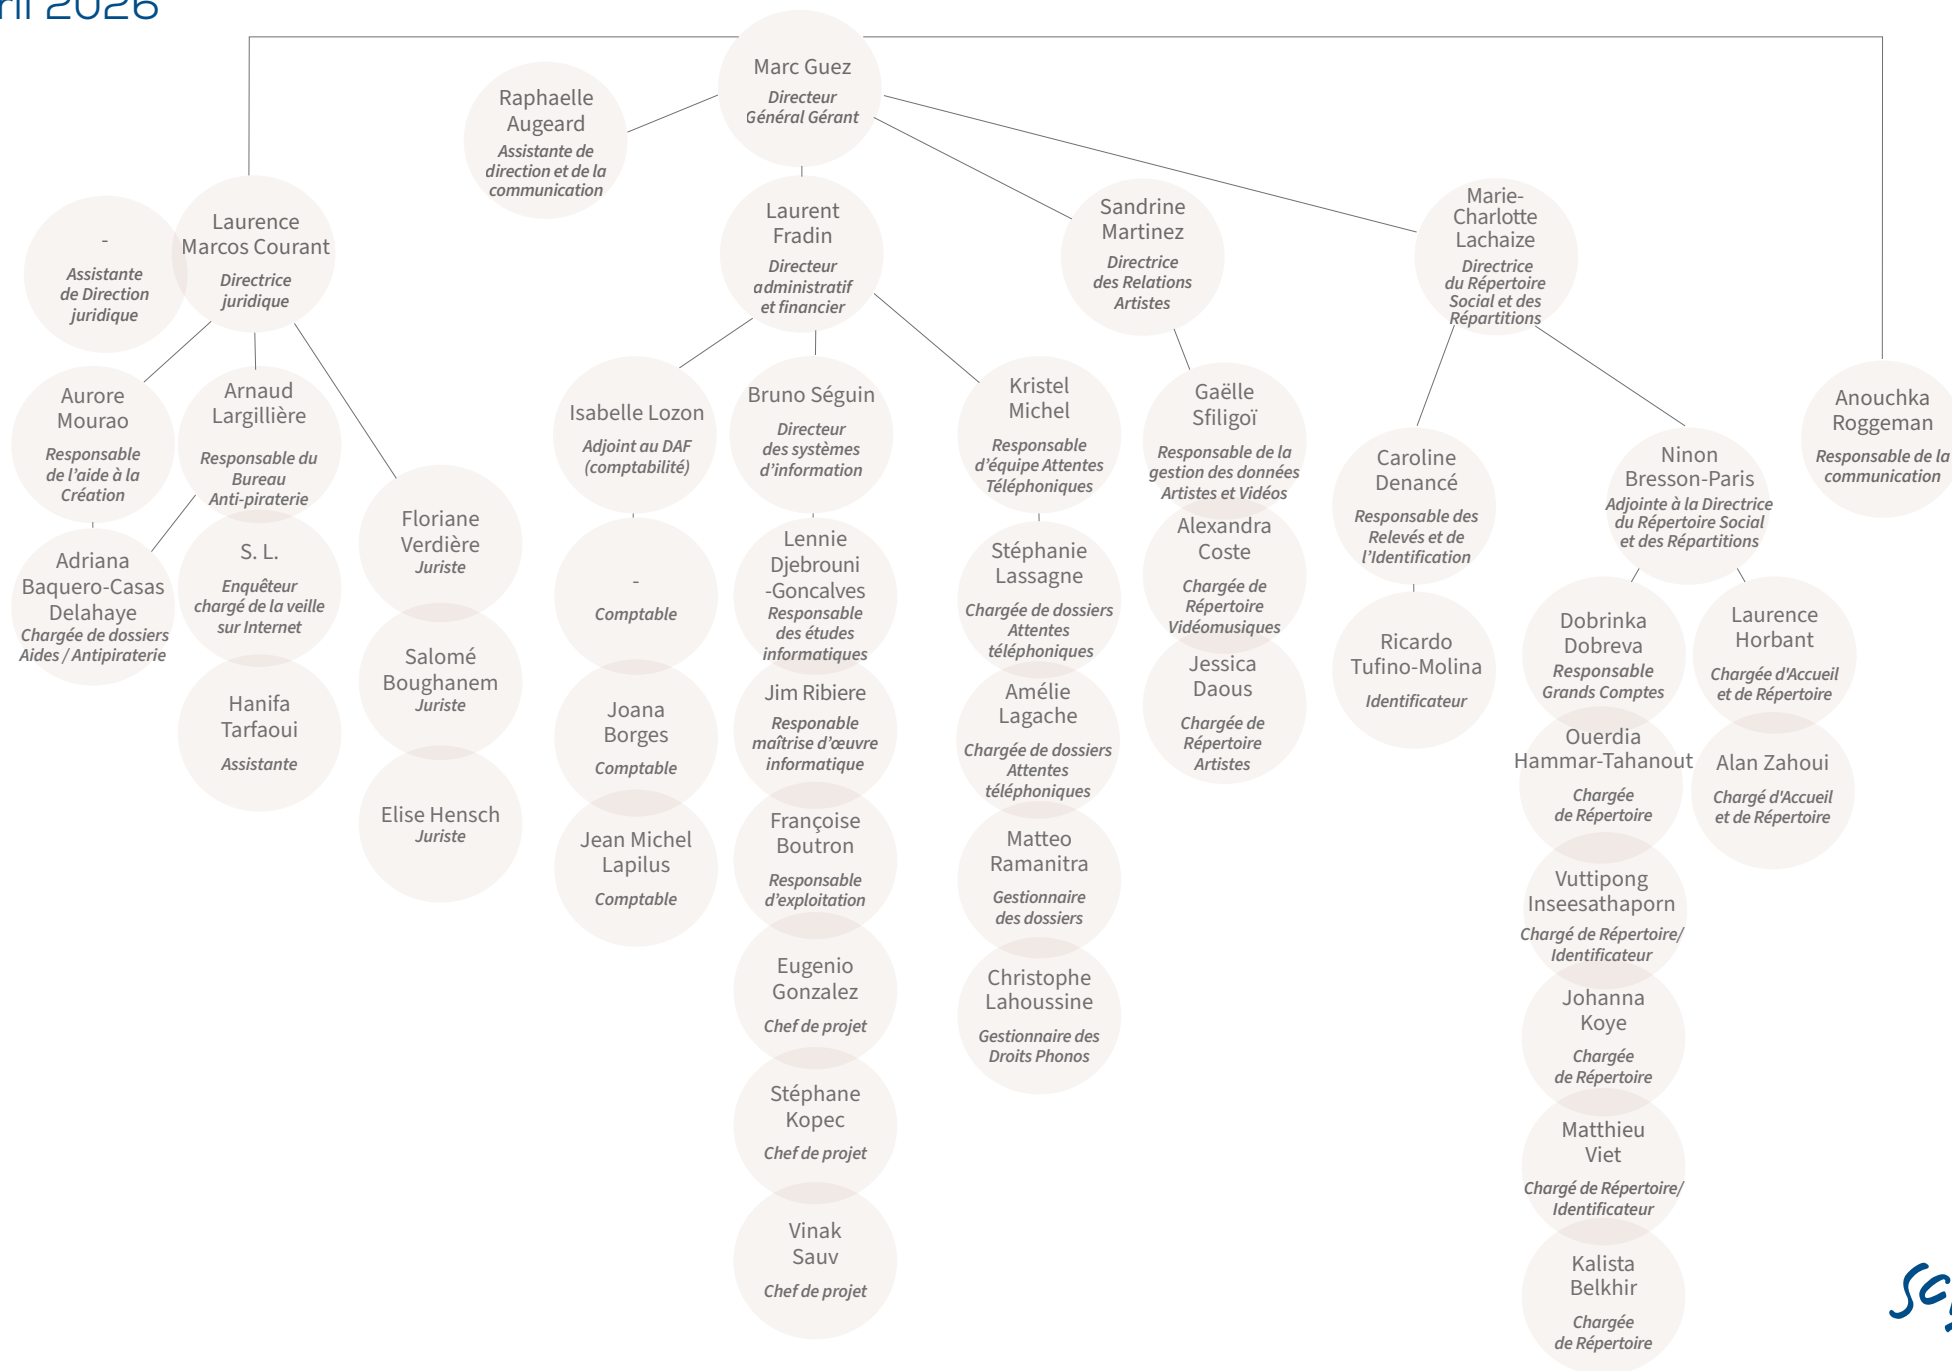 ril 2026
Marc Guez
Directeur
Général Gérant
Raphaelle
Augeard
Assistante de
direction et de la
communication
-
Assistante
de Direction
juridique
Laurence
Marcos Courant
Directrice
juridique
Laurent
Fradin
Directeur
administratif
et financier
Sandrine
Martinez
Directrice
des Relations
Artistes
Marie-
Charlotte
Lachaize
Directrice
du Répertoire
Social et des
Répartitions
Anouchka
Roggeman
Responsable de la
communication
Aurore
Mourao
Responsable
de l’aide à la
Création
Arnaud
Largillière
Responsable du
Bureau
Anti-piraterie
Adriana
Baquero-Casas
Delahaye
Chargée de dossiers
Aides / Antipiraterie
S. L.
Enquêteur
chargé de la veille
sur Internet
Hanifa
Tarfaoui
Assistante
Floriane
Verdière
Juriste
Salomé
Boughanem
Juriste
Elise Hensch
Juriste
Isabelle Lozon
Adjoint au DAF
(comptabilité)
-
Comptable
Joana
Borges
Comptable
Jean Michel
Lapilus
Comptable
Bruno Séguin
Directeur
des systèmes
d’information
Lennie
Djebrouni
-Goncalves
Responsable
des études
informatiques
Jim Ribiere
Responable
maîtrise d’œuvre
informatique
Françoise
Boutron
Responsable
d’exploitation
Eugenio
Gonzalez
Chef de projet
Stéphane
Kopec
Chef de projet
Vinak
Sauv
Chef de projet
Kristel
Michel
Responsable
d’équipe Attentes
Téléphoniques
Stéphanie
Lassagne
Chargée de dossiers
Attentes
téléphoniques
Amélie
Lagache
Chargée de dossiers
Attentes
téléphoniques
Matteo
Ramanitra
Gestionnaire
des dossiers
Christophe
Lahoussine
Gestionnaire des
Droits Phonos
Gaëlle
Sfiligoï
Responsable de la
gestion des données
Artistes et Vidéos
Alexandra
Coste
Chargée de
Répertoire
Vidéomusiques
Jessica
Daous
Chargée de
Répertoire
Artistes
Caroline
Denancé
Responsable des
Relevés et de
l’Identification
Ricardo
Tufino-Molina
Identificateur
Ninon
Bresson-Paris
Adjointe à la Directrice
du Répertoire Social
et des Répartitions
Dobrinka
Dobreva
Responsable
Grands Comptes
Ouerdia
Hammar-Tahanout
Chargée
de Répertoire
Vuttipong
Inseesathaporn
Chargé de Répertoire/
Identificateur
Johanna
Koye
Chargée
de Répertoire
Matthieu
Viet
Chargé de Répertoire/
Identificateur
Kalista
Belkhir
Chargée
de Répertoire
Laurence
Horbant
Chargée d'Accueil
et de Répertoire
Alan Zahoui
Chargé d'Accueil
et de Répertoire